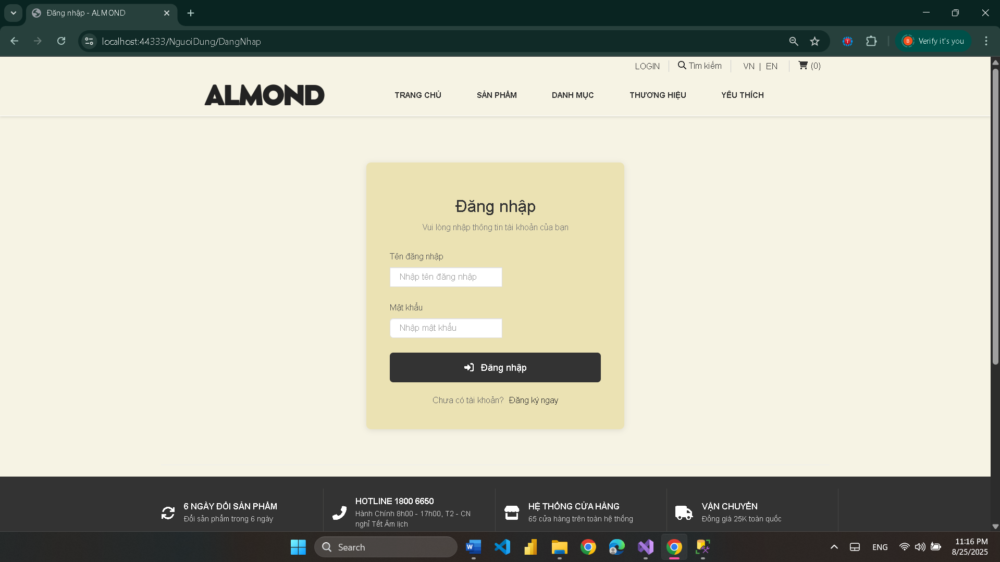 Đăng nhập - ALMOND
localhost:44333/NguoiDung/DangNhap
Verify it's you
LOGIN Tìm kiếm VN | EN (0)
ALMOND
TRANG CHỦ SẢN PHẨM DANH MỤC THƯƠNG HIỆU YÊU THÍCH
Đăng nhập
Vui lòng nhập thông tin tài khoản của bạn
Tên đăng nhập
Nhập tên đăng nhập
Mật khẩu
Nhập mật khẩu
Đăng nhập
Chưa có tài khoản? Đăng ký ngay
6 NGÀY ĐỔI SẢN PHẨM
Đổi sản phẩm trong 6 ngày
HOTLINE 1800 6650
Hành Chính 8h00 - 17h00, T2 - CN
nghỉ Tết Âm lịch
HỆ THỐNG CỬA HÀNG
65 cửa hàng trên toàn hệ thống
VẬN CHUYỂN
Đồng giá 25K toàn quốc
Search
ENG
11:16 PM
8/25/2025